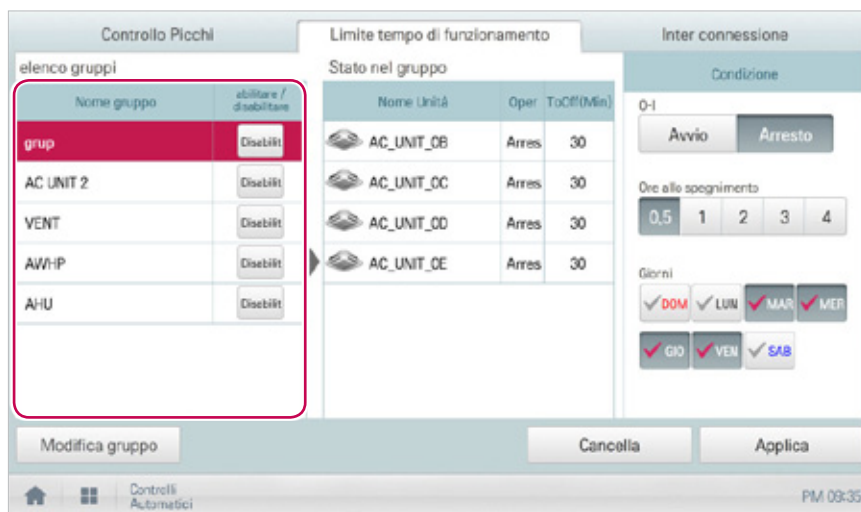 Controllo Picchi
Limite tempo di funzionamento
Inter connessione
elenco gruppi
Stato nel gruppo
Condizione
Nome gruppo
abilitare /
disabilitare
Nome Unità
Oper
ToOff(Min)
grup
Disabilit
AC UNIT 2
Disabilit
VENT
Disabilit
AWHP
Disabilit
AHU
Disabilit
AC_UNIT_0B
Arres
30
AC_UNIT_0C
Arres
30
AC_UNIT_0D
Arres
30
AC_UNIT_0E
Arres
30
O-I
Avvio
Arresto
Ore allo spegnimento
0,5 1 2 3 4
Giorni
DOM LUN MAR MER
GIO VEN SAB
Modifica gruppo
Cancella
Applica
Controlli
Automatici
PM 09:35